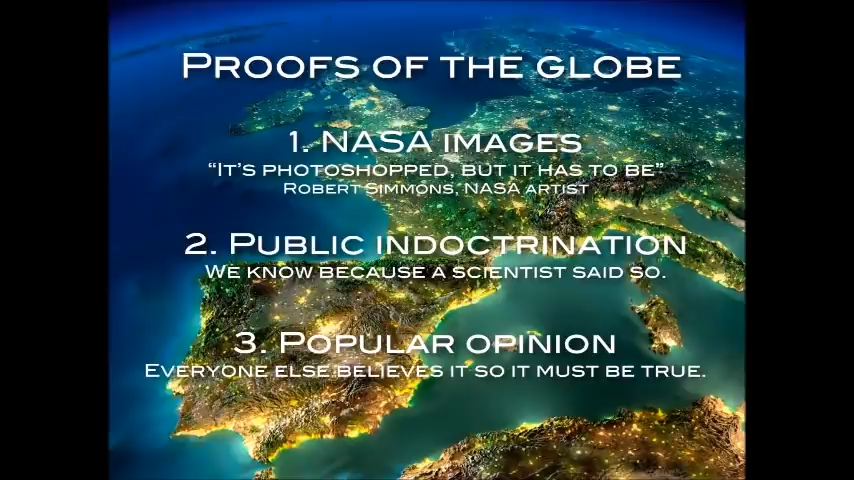 PROOFS OF THE GLOBE
1. NASA IMAGES
“IT’S PHOTOSHOPPED, BUT IT HAS TO BE”
ROBERT SIMMONS, NASA ARTIST
2. PUBLIC INDOCTRINATION
WE KNOW BECAUSE A SCIENTIST SAID SO.
3. POPULAR OPINION
EVERYONE ELSE BELIEVES IT SO IT MUST BE TRUE.